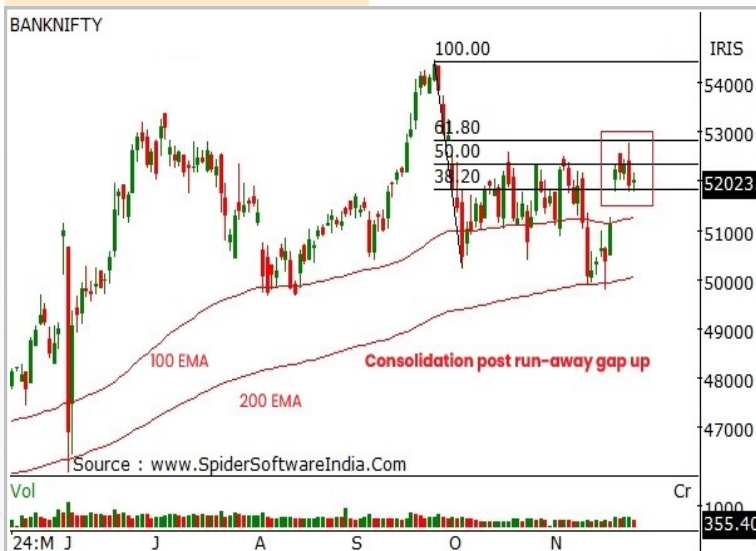 BANKNIFTY
IRIS
100.00
54000
53000
61.80
50.00
38.20
52023
51000
50000
49000
48000
47000
100 EMA
Consolidation post run-away gap up
200 EMA
Source : www.SpiderSoftwareIndia.Com
Vol
Cr
1000
355.40
24:M J J A S O N